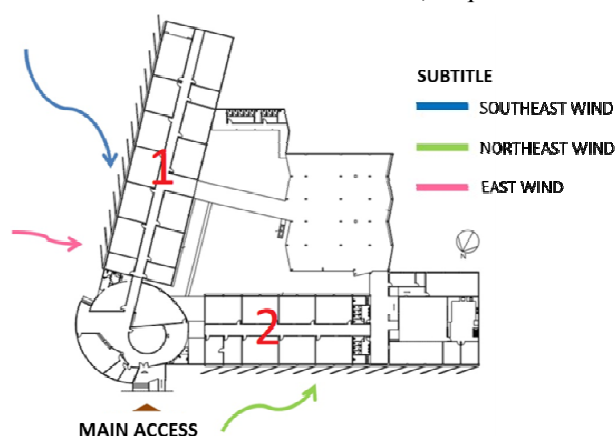 SUBTITLE
SOUTHEAST WIND
NORTHEAST WIND
EAST WIND
1
N
2
MAIN ACCESS